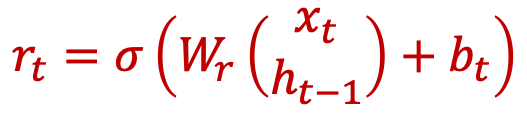 r_t = σ ( W_r ( x_t h_{t−1} ) + b_t )